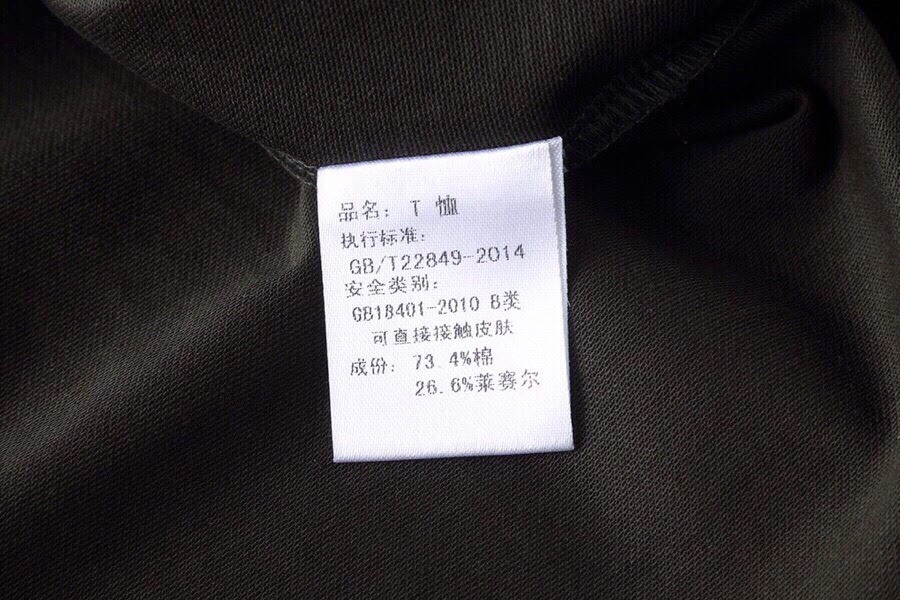 品名: T 恤
执行标准:
GB/T22849-2014
安全类别:
GB18401-2010 B类
可直接接触皮肤
成份: 73.4%棉
26.6%莱赛尔